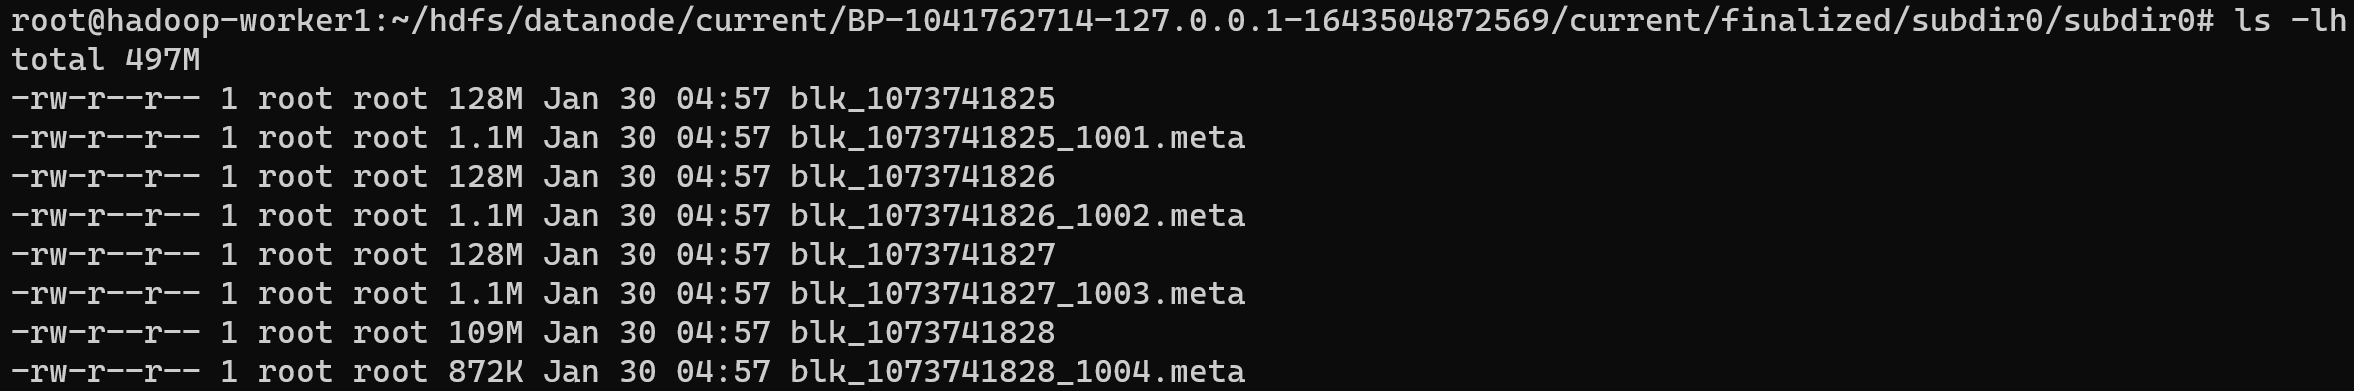 root@hadoop-worker1:~/hdfs/datanode/current/BP-1041762714-127.0.0.1-1643504872569/current/finalized/subdir0/subdir0# ls -lh
total 497M
-rw-r--r-- 1 root root 128M Jan 30 04:57 blk_1073741825
-rw-r--r-- 1 root root 1.1M Jan 30 04:57 blk_1073741825_1001.meta
-rw-r--r-- 1 root root 128M Jan 30 04:57 blk_1073741826
-rw-r--r-- 1 root root 1.1M Jan 30 04:57 blk_1073741826_1002.meta
-rw-r--r-- 1 root root 128M Jan 30 04:57 blk_1073741827
-rw-r--r-- 1 root root 1.1M Jan 30 04:57 blk_1073741827_1003.meta
-rw-r--r-- 1 root root 109M Jan 30 04:57 blk_1073741828
-rw-r--r-- 1 root root 872K Jan 30 04:57 blk_1073741828_1004.meta